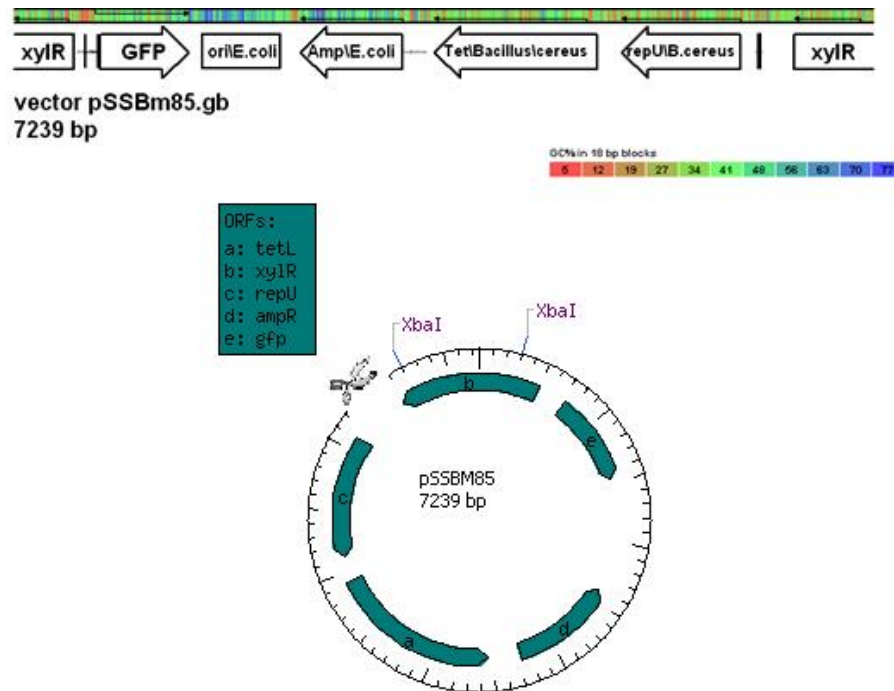 xylR GFP ori\E.coli Amp\E.coli Tet\Bacillus\cereus repU\B.cereus xylR
vector pSSBm85.gb
7239 bp
GC% in 18 bp blocks
5 12 19 27 34 41 48 56 63 70 77
ORFs:
a: tetL
b: xylR
c: repU
d: ampR
e: gfp
XbaI XbaI
b
e
c
pSSBM85
7239 bp
a
d